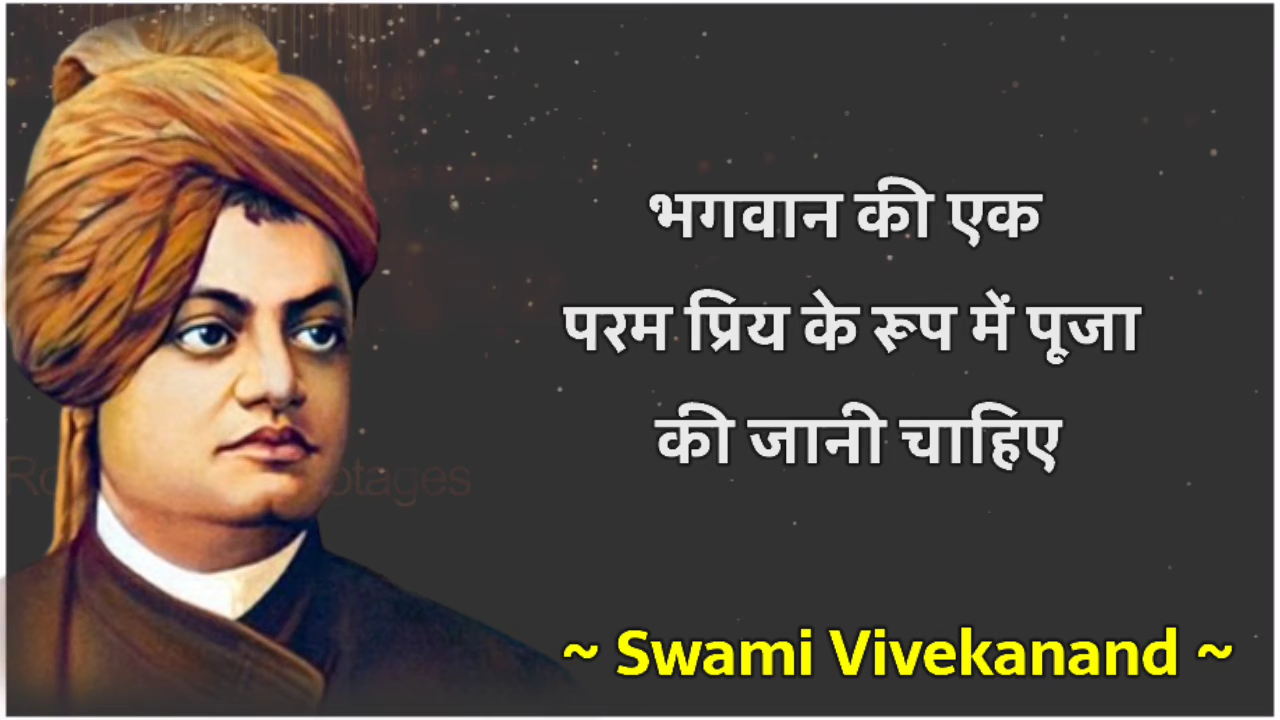 भगवान की एक
परम प्रिय के रूप में पूजा
की जानी चाहिए
~ Swami Vivekanand ~